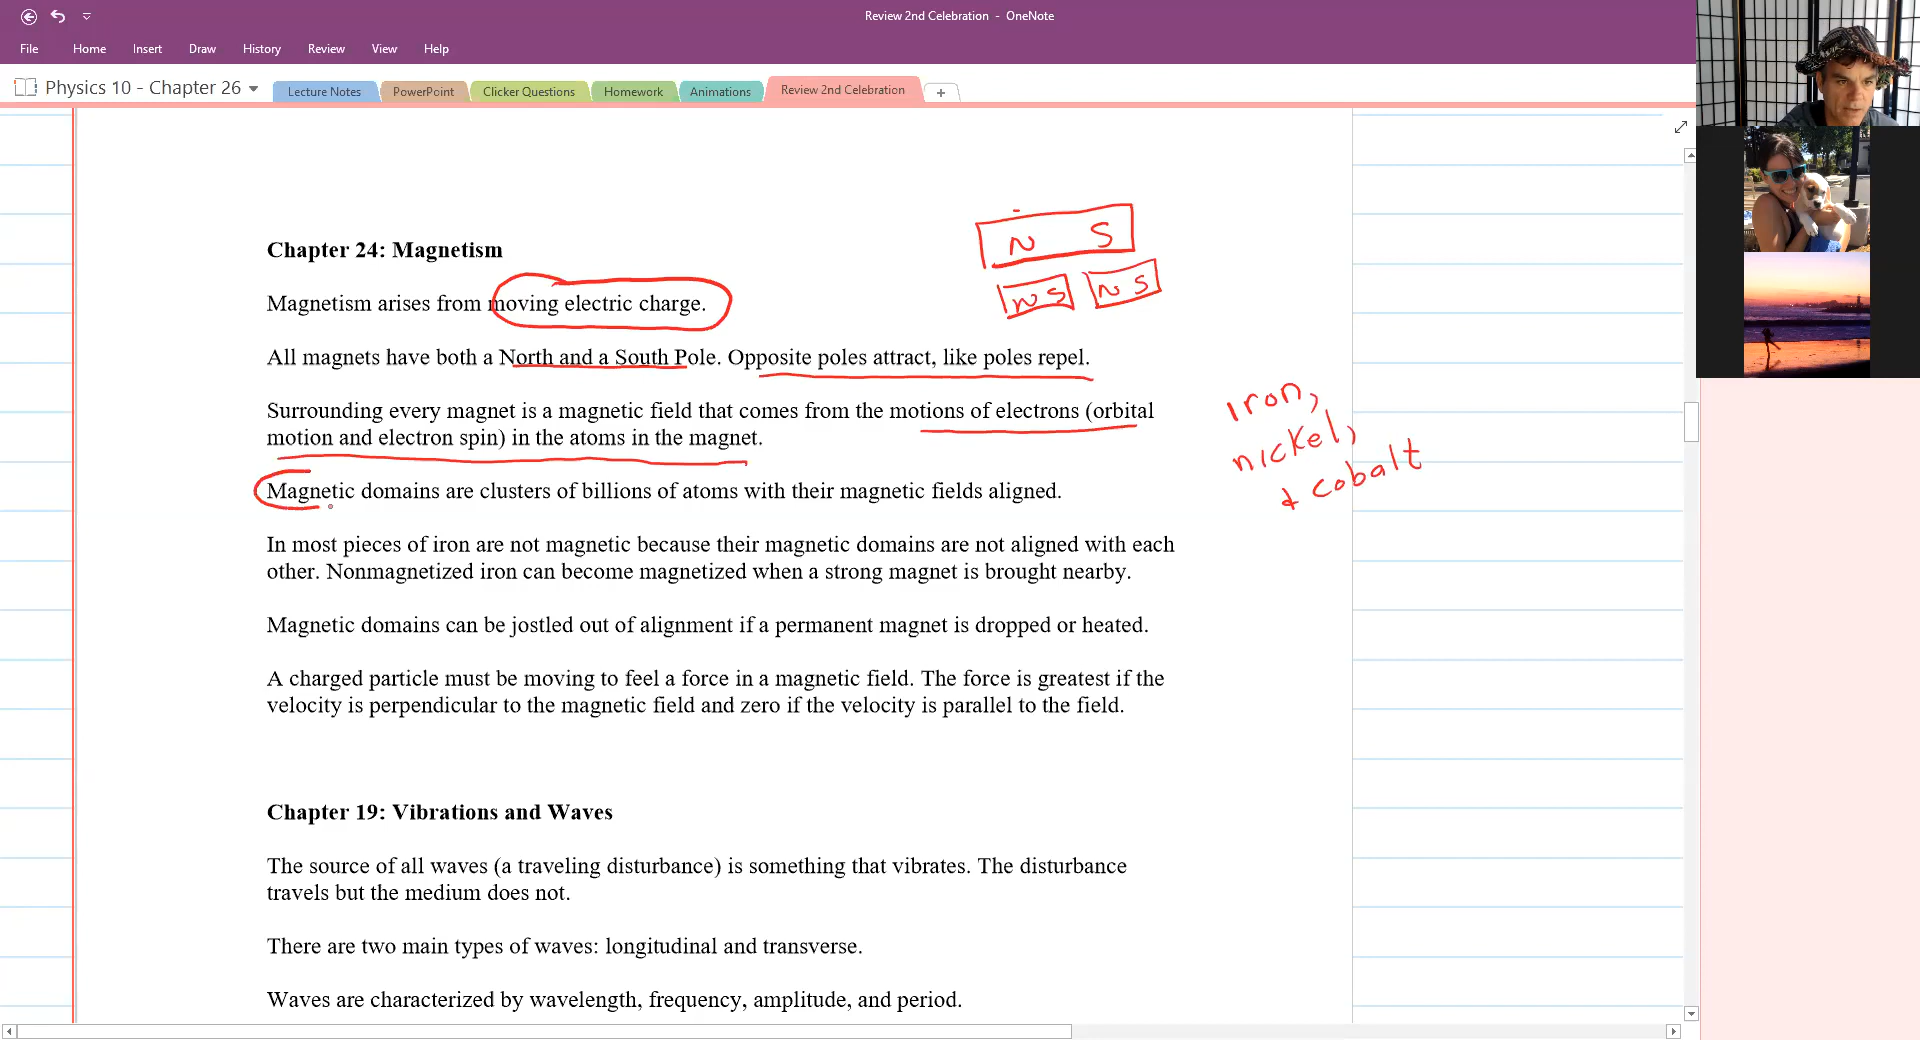 Review 2nd Celebration - OneNote
File Home Insert Draw History Review View Help
Physics 10 - Chapter 26 Lecture Notes PowerPoint Clicker Questions Homework Animations Review 2nd Celebration +
Chapter 24: Magnetism
N S
N S N S
Magnetism arises from moving electric charge.
All magnets have both a North and a South Pole. Opposite poles attract, like poles repel.
Surrounding every magnet is a magnetic field that comes from the motions of electrons (orbital
motion and electron spin) in the atoms in the magnet.
Iron,
nickel,
& cobalt
Magnetic domains are clusters of billions of atoms with their magnetic fields aligned.
In most pieces of iron are not magnetic because their magnetic domains are not aligned with each
other. Nonmagnetized iron can become magnetized when a strong magnet is brought nearby.
Magnetic domains can be jostled out of alignment if a permanent magnet is dropped or heated.
A charged particle must be moving to feel a force in a magnetic field. The force is greatest if the
velocity is perpendicular to the magnetic field and zero if the velocity is parallel to the field.
Chapter 19: Vibrations and Waves
The source of all waves (a traveling disturbance) is something that vibrates. The disturbance
travels but the medium does not.
There are two main types of waves: longitudinal and transverse.
Waves are characterized by wavelength, frequency, amplitude, and period.